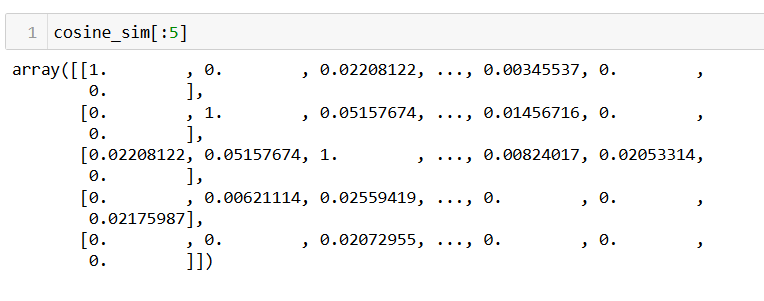 1 cosine_sim[:5]
array([[1.        , 0.        , 0.02208122, ..., 0.00345537, 0.        ,
        0.        ],
       [0.        , 1.        , 0.05157674, ..., 0.01456716, 0.        ,
        0.        ],
       [0.02208122, 0.05157674, 1.        , ..., 0.00824017, 0.02053314,
        0.        ],
       [0.        , 0.00621114, 0.02559419, ..., 0.        , 0.        ,
        0.02175987],
       [0.        , 0.        , 0.02072955, ..., 0.        , 0.        ,
        0.        ]])